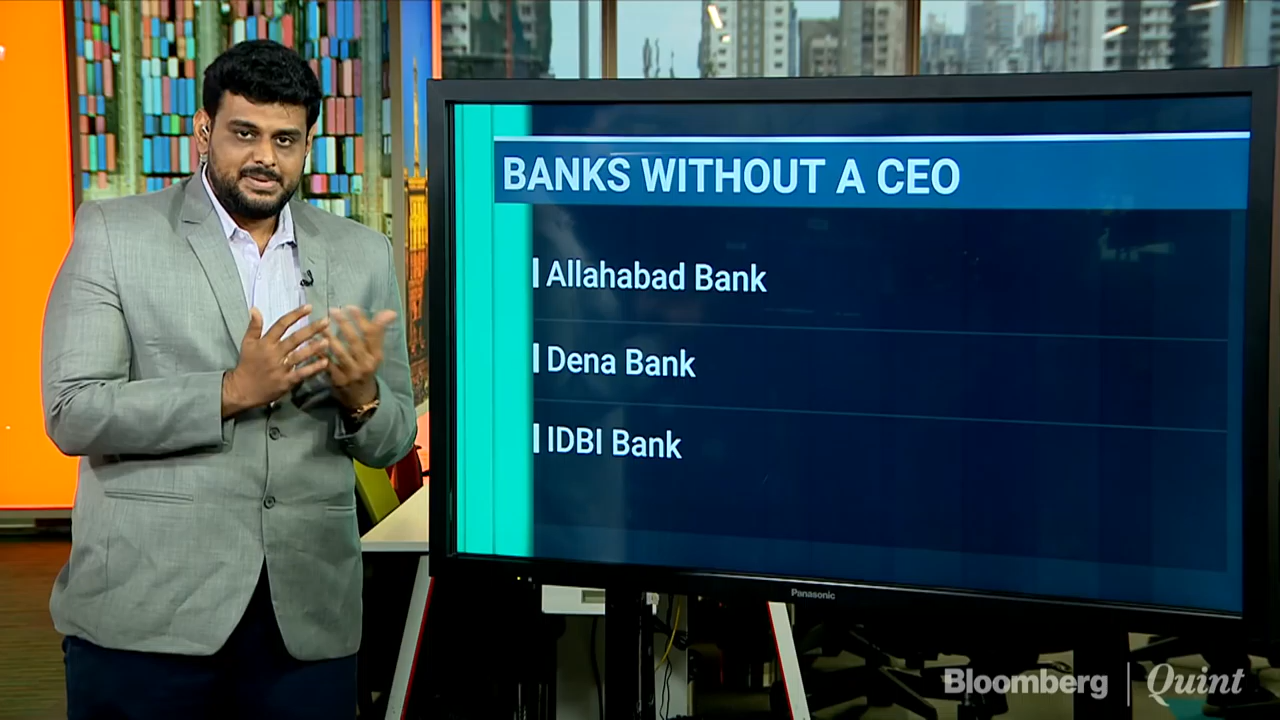 BANKS WITHOUT A CEO
Allahabad Bank
Dena Bank
IDBI Bank
Panasonic
Bloomberg | Quint